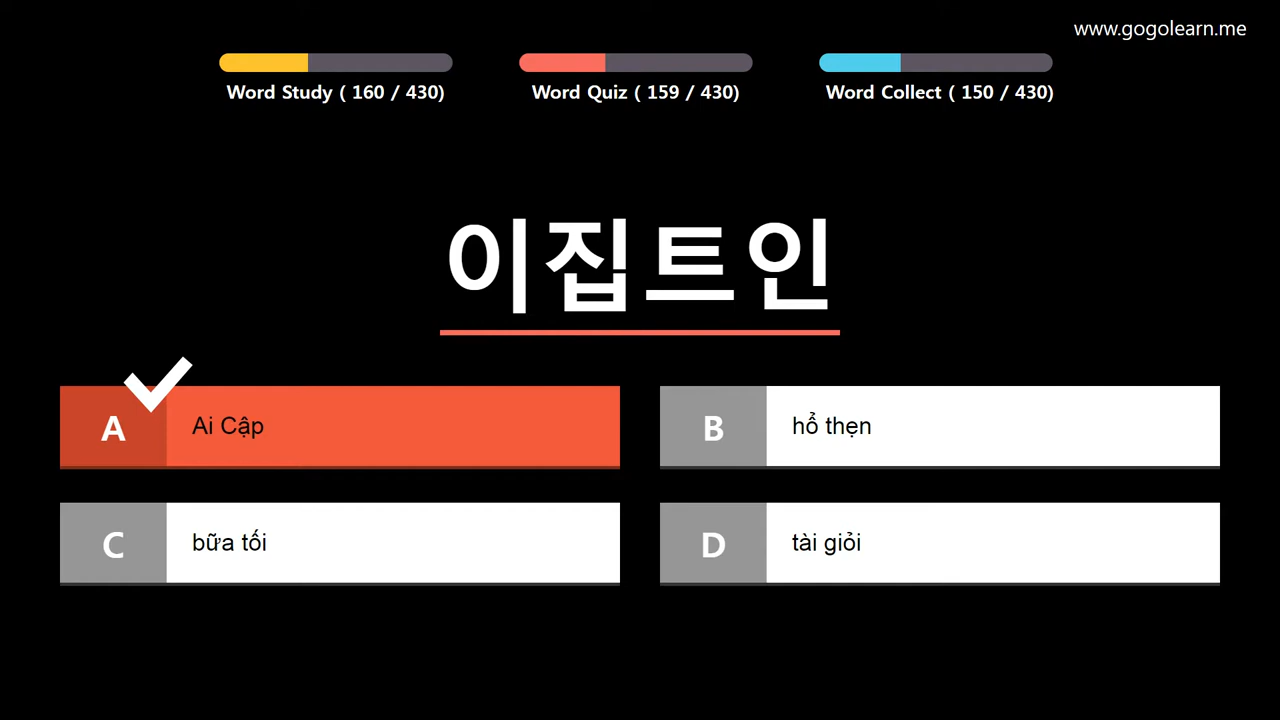 www.gogolearn.me
Word Study ( 160 / 430)
Word Quiz ( 159 / 430)
Word Collect ( 150 / 430)
이집트인
A Ai Cập
B hổ thẹn
C bữa tối
D tài giỏi